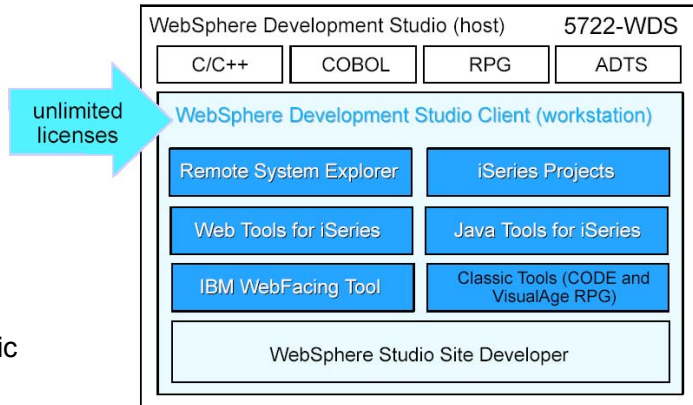 WebSphere Development Studio (host) 5722-WDS
C/C++ COBOL RPG ADTS
unlimited
licenses
WebSphere Development Studio Client (workstation)
Remote System Explorer iSeries Projects
Web Tools for iSeries Java Tools for iSeries
IBM WebFacing Tool Classic Tools (CODE and
VisualAge RPG)
ic
WebSphere Studio Site Developer